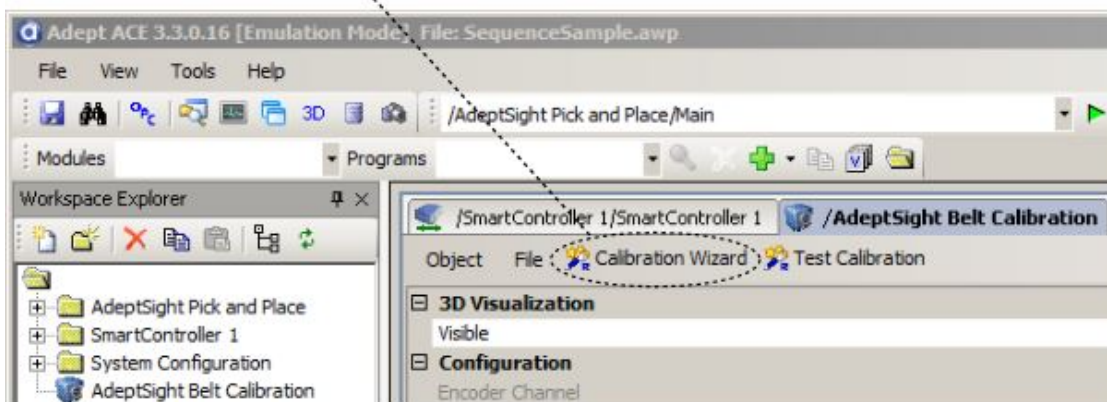 Adept ACE 3.3.0.16 [Emulation Mode] File: SequenceSample.awp
File View Tools Help
OPC 3D /AdeptSight Pick and Place/Main
Modules Programs
Workspace Explorer
/SmartController 1/SmartController 1 /AdeptSight Belt Calibration
Object File Calibration Wizard Test Calibration
3D Visualization
AdeptSight Pick and Place
Visible
SmartController 1
Configuration
System Configuration
Encoder Channel
AdeptSight Belt Calibration